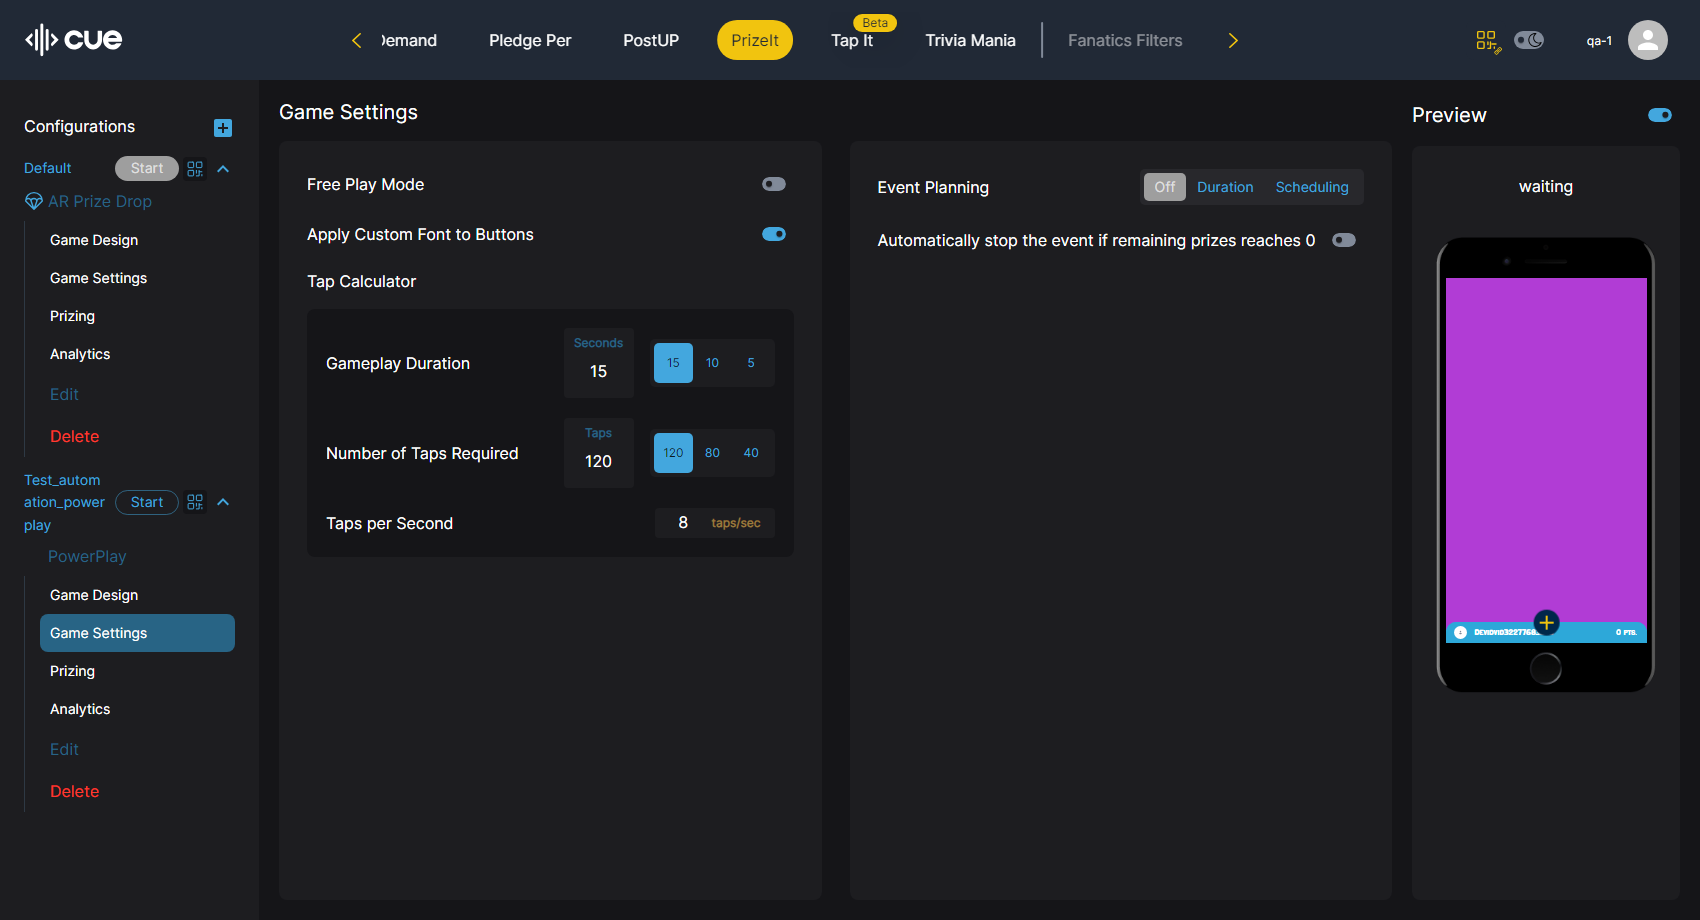 cue
Demand
Pledge Per
PostUP
PrizeIt
Beta
Tap It
Trivia Mania
Fanatics Filters
qa-1
Configurations
Default
Start
AR Prize Drop
Game Design
Game Settings
Prizing
Analytics
Edit
Delete
Test_autom
ation_power
play
Start
PowerPlay
Game Design
Game Settings
Prizing
Analytics
Edit
Delete
Game Settings
Free Play Mode
Apply Custom Font to Buttons
Tap Calculator
Gameplay Duration
Seconds
15
15 10 5
Number of Taps Required
Taps
120
120 80 40
Taps per Second
8 taps/sec
Event Planning
Off Duration Scheduling
Automatically stop the event if remaining prizes reaches 0
Preview
waiting
0 PTS.